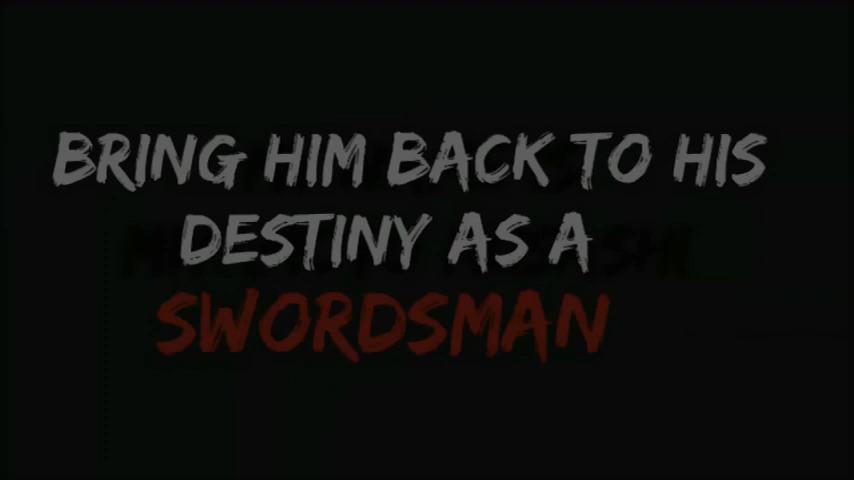 BRING HIM BACK TO HIS
DESTINY AS A
SWORDSMAN